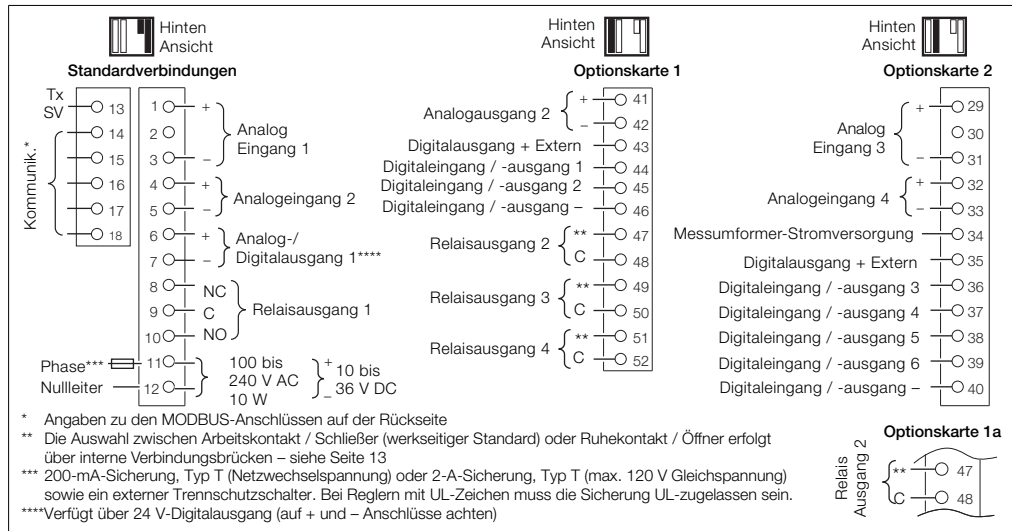 Hinten
Ansicht
Standardverbindungen
Tx
SV
13
14
15
16
17
18
Kommunik.*
1 +
2
3 –
Analog
Eingang 1
4 +
5 –
Analogeingang 2
6 +
7 –
Analog-/
Digitalausgang 1****
8 NC
9 C
10 NO
Relaisausgang 1
Phase*** 11
Nullleiter 12
100 bis
240 V AC
10 W
+
–
10 bis
36 V DC
Hinten
Ansicht
Optionskarte 1
Analogausgang 2
+ 41
– 42
Digitalausgang + Extern 43
Digitaleingang / -ausgang 1 44
Digitaleingang / -ausgang 2 45
Digitaleingang / -ausgang – 46
Relaisausgang 2
** 47
C 48
Relaisausgang 3
** 49
C 50
Relaisausgang 4
** 51
C 52
Hinten
Ansicht
Optionskarte 2
Analog
Eingang 3
+ 29
30
– 31
Analogeingang 4
+ 32
– 33
Messumformer-Stromversorgung 34
Digitalausgang + Extern 35
Digitaleingang / -ausgang 3 36
Digitaleingang / -ausgang 4 37
Digitaleingang / -ausgang 5 38
Digitaleingang / -ausgang 6 39
Digitaleingang / -ausgang – 40
* Angaben zu den MODBUS-Anschlüssen auf der Rückseite
** Die Auswahl zwischen Arbeitskontakt / Schließer (werkseitiger Standard) oder Ruhekontakt / Öffner erfolgt
über interne Verbindungsbrücken – siehe Seite 13
*** 200-mA-Sicherung, Typ T (Netzwechselspannung) oder 2-A-Sicherung, Typ T (max. 120 V Gleichspannung)
sowie ein externer Trennschutzschalter. Bei Reglern mit UL-Zeichen muss die Sicherung UL-zugelassen sein.
****Verfügt über 24 V-Digitalausgang (auf + und – Anschlüsse achten)
Optionskarte 1a
Relais
Ausgang 2
** 47
C 48